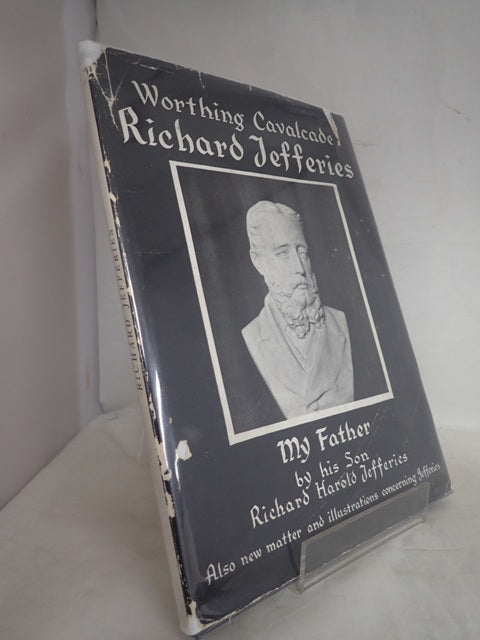 Worthing Cavalcade
Richard Jefferies
My Father
by his Son
Richard Harold Jefferies
Also new matter and illustrations concerning Jefferies
RICHARD JEFFERIES